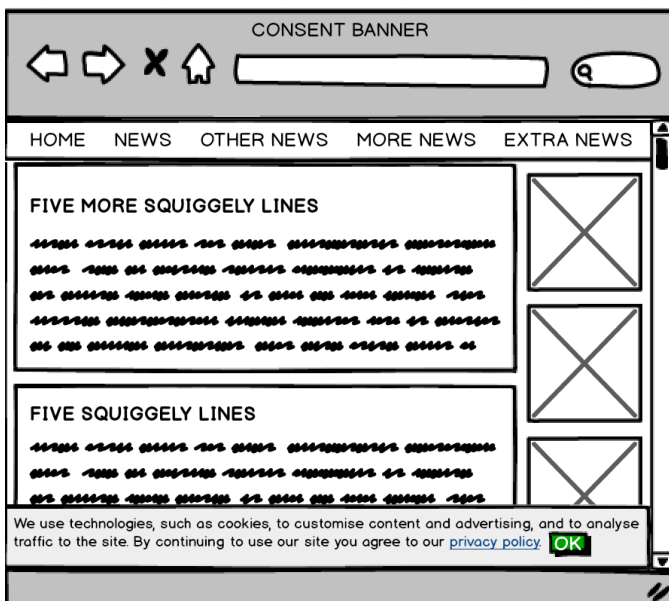 CONSENT BANNER
HOME NEWS OTHER NEWS MORE NEWS EXTRA NEWS
FIVE MORE SQUIGGELY LINES
FIVE SQUIGGELY LINES
We use technologies, such as cookies, to customise content and advertising, and to analyse
traffic to the site. By continuing to use our site you agree to our privacy policy. OK